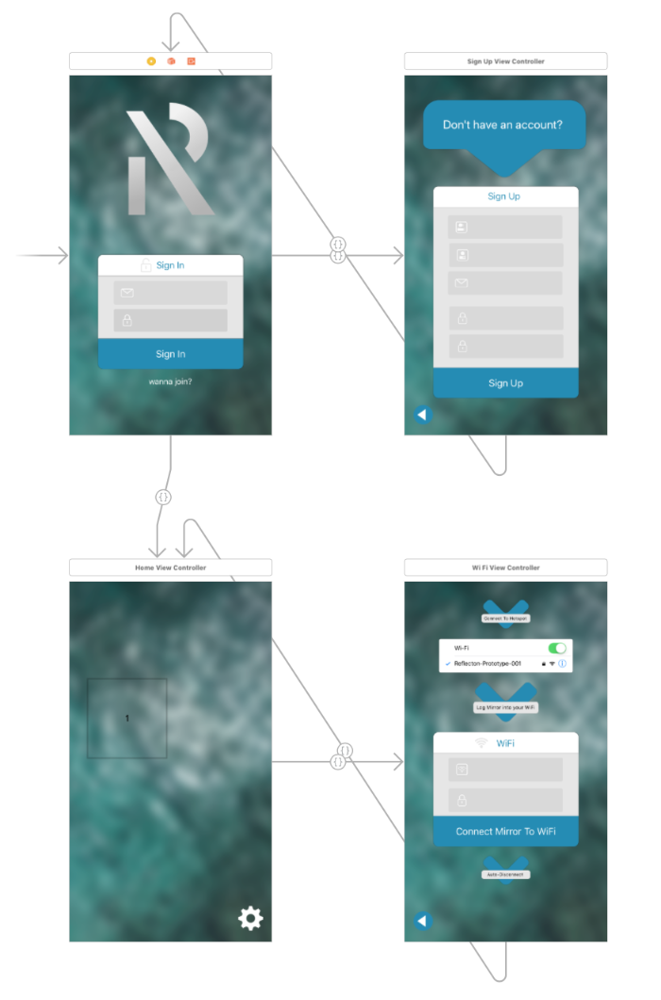 Sign Up View Controller
Don't have an account?
Sign In
Sign In
wanna join?
Sign Up
Sign Up
{}
{}
{}
Home View Controller
1
Wi Fi View Controller
Connect To Hotspot
Wi-Fi
Reflecton-Prototype-001
Log Mirror into your WiFi
WiFi
Connect Mirror To WiFi
Auto-Disconnect
{}
{}